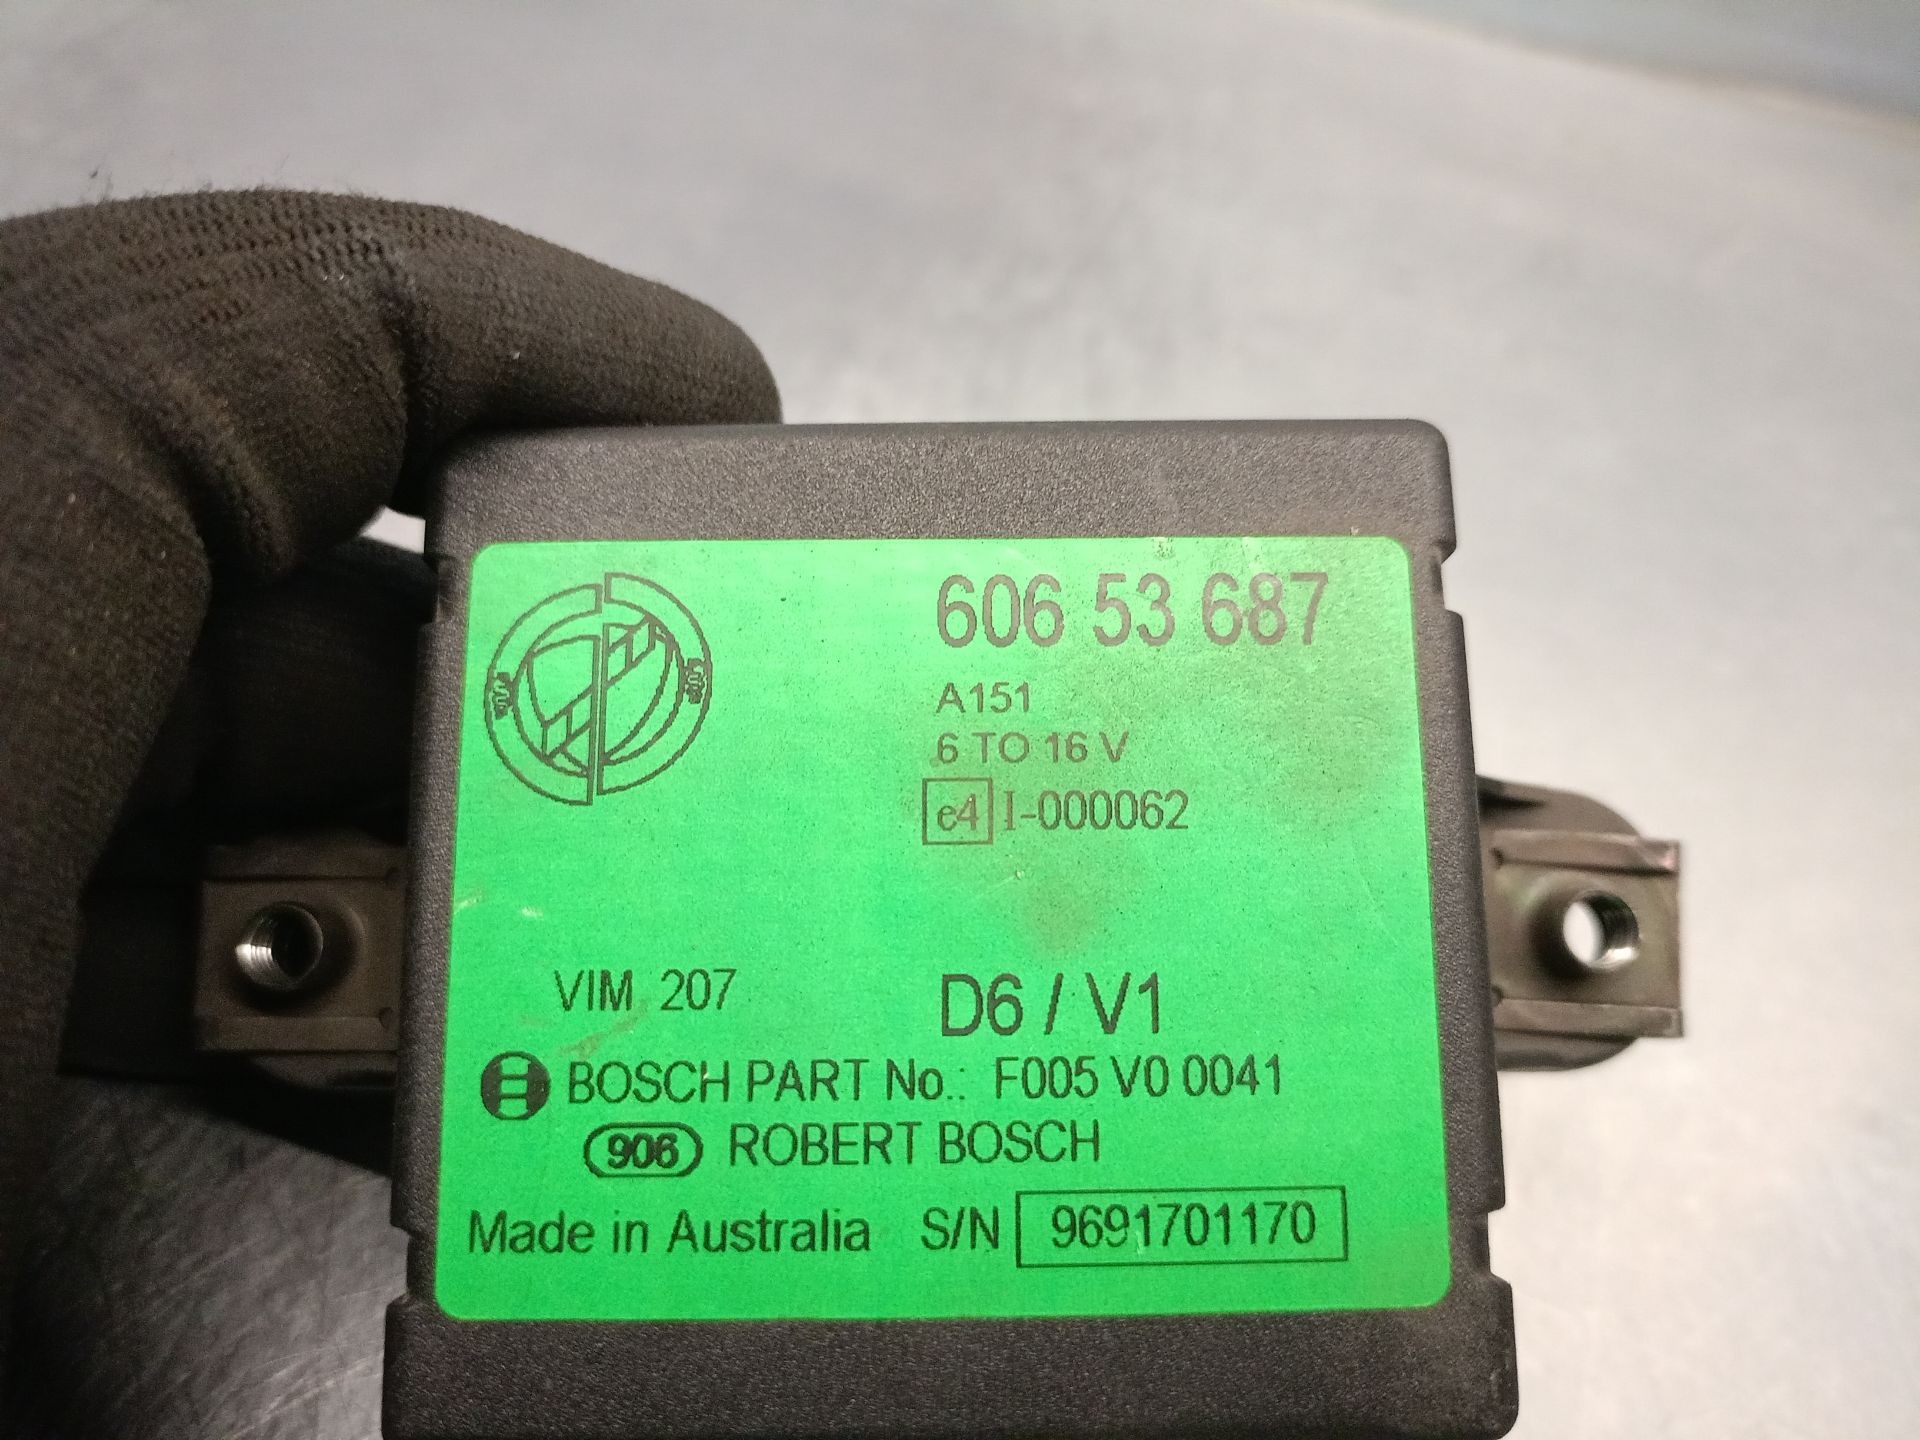 606 53 687
A151
6 TO 16 V
e4 I-000062
VIM 207 D6 / V1
BOSCH PART No.: F005 V0 0041
906 ROBERT BOSCH
Made in Australia S/N 9691701170